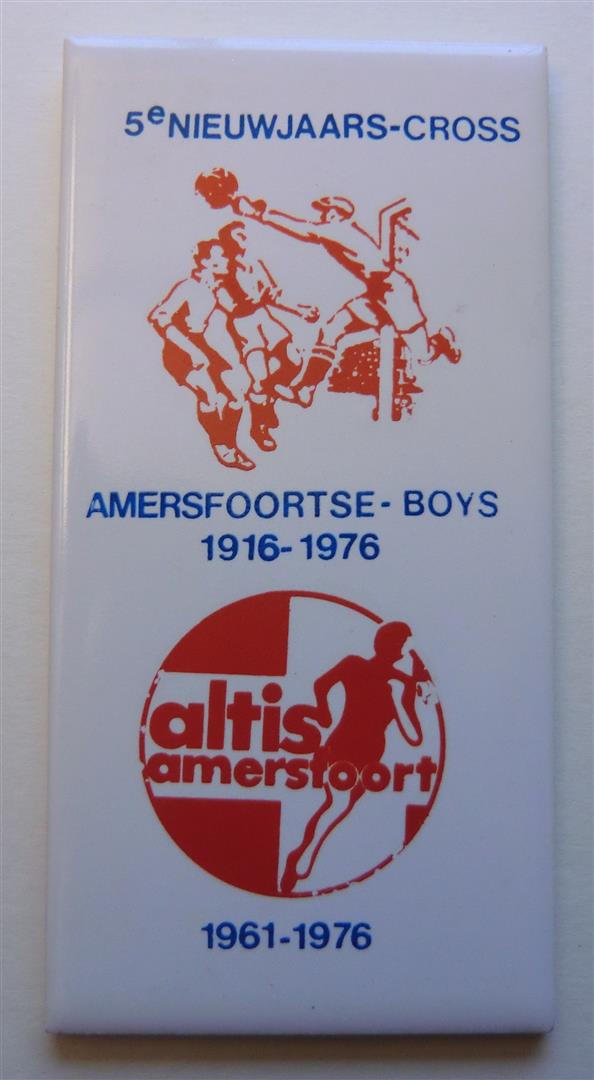 5e NIEUWJAARS-CROSS
AMERSFOORTSE-BOYS
1916-1976
altis
amersfoort
1961-1976